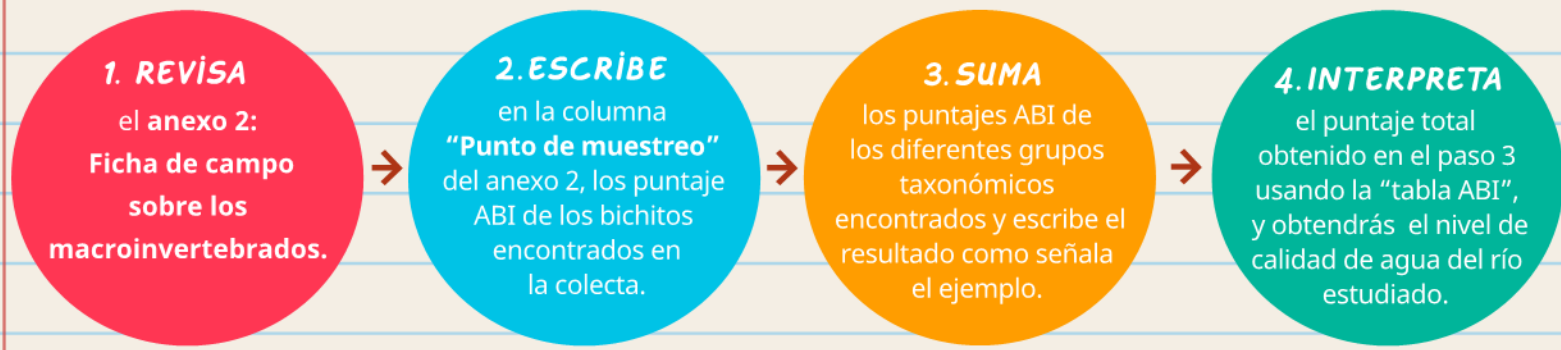 1. REVISA
el anexo 2:
Ficha de campo
sobre los
macroinvertebrados.
2. ESCRIBE
en la columna
“Punto de muestreo”
del anexo 2, los puntaje
ABI de los bichitos
encontrados en
la colecta.
3. SUMA
los puntajes ABI de
los diferentes grupos
taxonómicos
encontrados y escribe el
resultado como señala
el ejemplo.
4. INTERPRETA
el puntaje total
obtenido en el paso 3
usando la “tabla ABI”,
y obtendrás el nivel de
calidad de agua del río
estudiado.